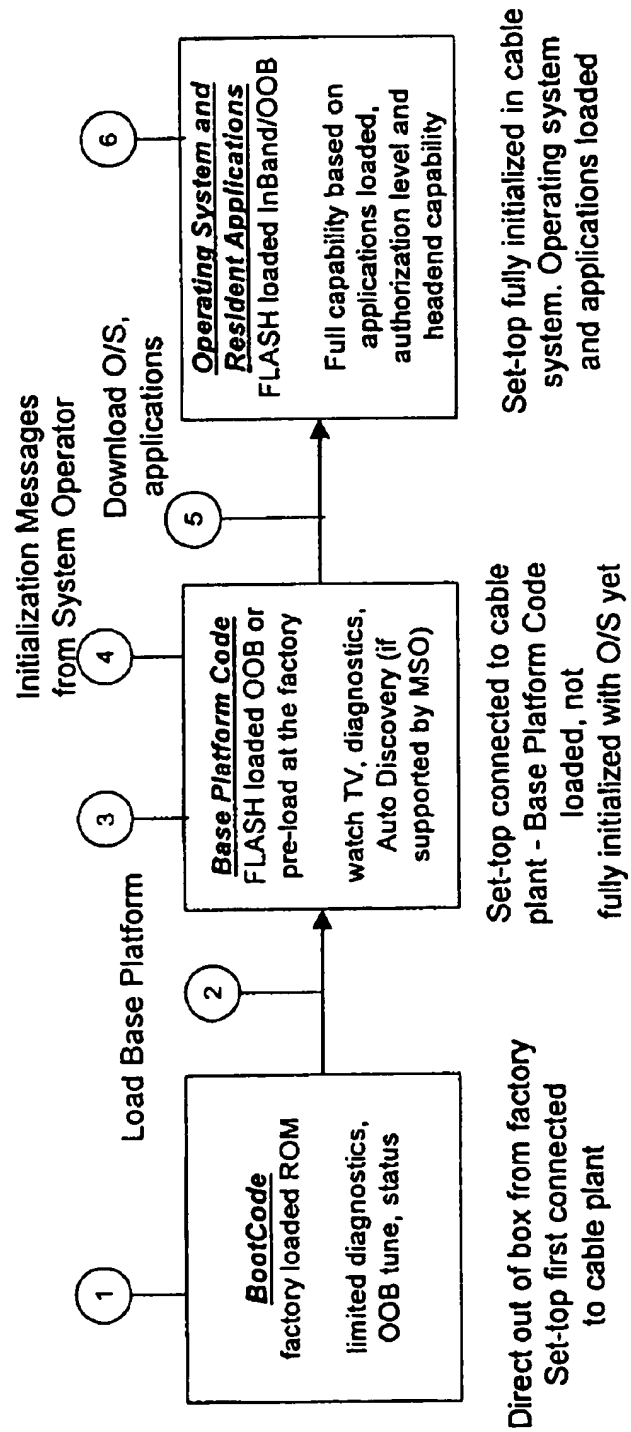 1
BootCode
factory loaded ROM
limited diagnostics,
OOB tune, status
Direct out of box from factory
Set-top first connected
to cable plant
Load Base Platform
2
3
Base Platform Code
FLASH loaded OOB or
pre-load at the factory
watch TV, diagnostics,
Auto Discovery (if
supported by MSO)
Set-top connected to cable
plant - Base Platform Code
loaded, not
fully initialized with O/S yet
Initialization Messages
from System Operator
4
Download O/S,
applications
5
6
Operating System and
Resident Applications
FLASH loaded InBand/OOB
Full capability based on
applications loaded,
authorization level and
headend capability
Set-top fully initialized in cable
system. Operating system
and applications loaded